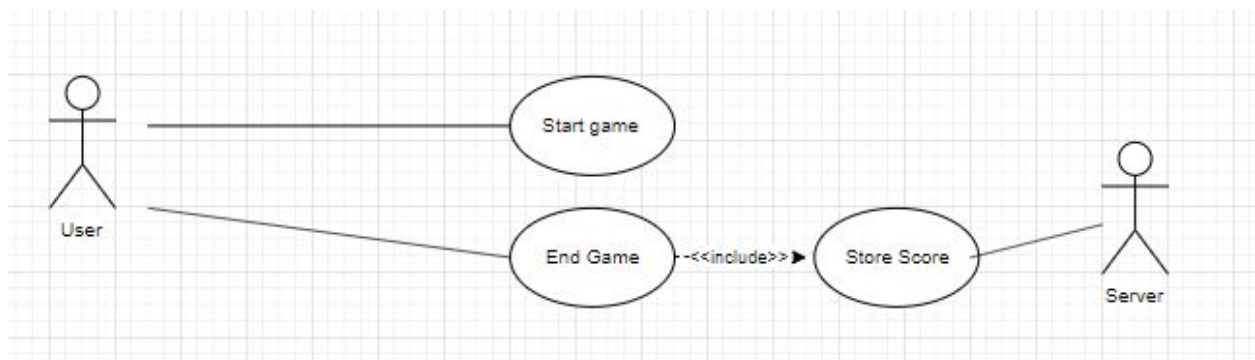 Start game
User
End Game
<<include>>
Store Score
Server